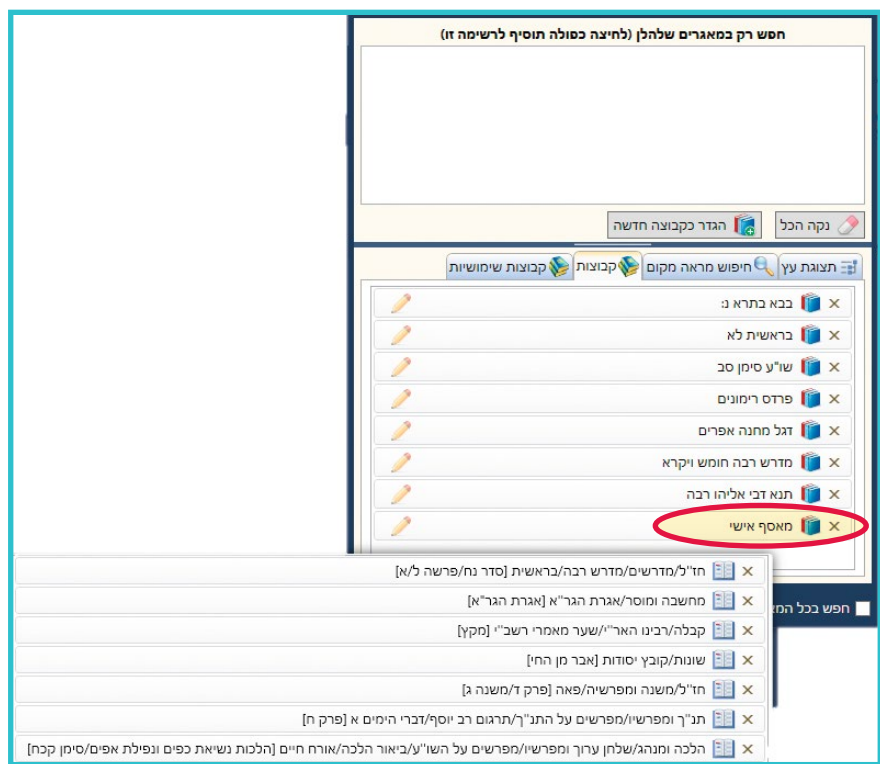 חפש רק במאגרים שלהלן (לחיצה כפולה תוסיף לרשימה זו)
נקה הכל הגדר כקבוצה חדשה
תצוגת עץ חיפוש מראה מקום קבוצות קבוצות שימושיות
בבא בתרא נ:
בראשית לא
שו"ע סימן סב
פרדס רימונים
דגל מחנה אפרים
מדרש רבה חומש ויקרא
תנא דבי אליהו רבה
מאסף אישי
חז"ל/מדרשים/מדרש רבה/בראשית [סדר נח/פרשה ל/א]
מחשבה ומוסר/אגרת הגר"א [אגרת הגר"א]
קבלה/רבינו האר"י/שער מאמרי רשב"י [מקץ]
שונות/קובץ יסודות [אבר מן החי]
חז"ל/משנה ומפרשיה/פאה [פרק ד/משנה ג]
תנ"ך ומפרשיו/מפרשים על התנ"ך/תרגום רב יוסף/דברי הימים א [פרק ח]
הלכה ומנהג/שלחן ערוך ומפרשיו/מפרשים על השו"ע/ביאור הלכה/אורח חיים [הלכות נשיאת כפים ונפילת אפים/סימן קכח]
חפש בכל